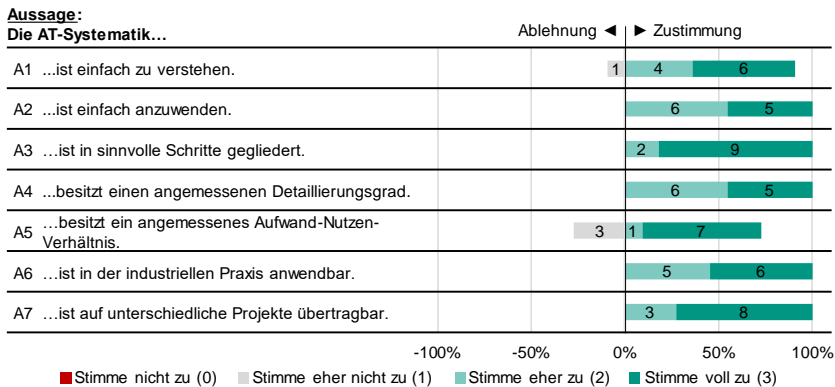 Aussage:
Die AT-Systematik…
Ablehnung ◄ ► Zustimmung
A1 ...ist einfach zu verstehen. 1 4 6
A2 ...ist einfach anzuwenden. 6 5
A3 …ist in sinnvolle Schritte gegliedert. 2 9
A4 ...besitzt einen angemessenen Detaillierungsgrad. 6 5
A5 …besitzt ein angemessenes Aufwand-Nutzen-
Verhältnis. 3 1 7
A6 …ist in der industriellen Praxis anwendbar. 5 6
A7 …ist auf unterschiedliche Projekte übertragbar. 3 8
-100% -50% 0% 50% 100%
Stimme nicht zu (0) Stimme eher nicht zu (1) Stimme eher zu (2) Stimme voll zu (3)